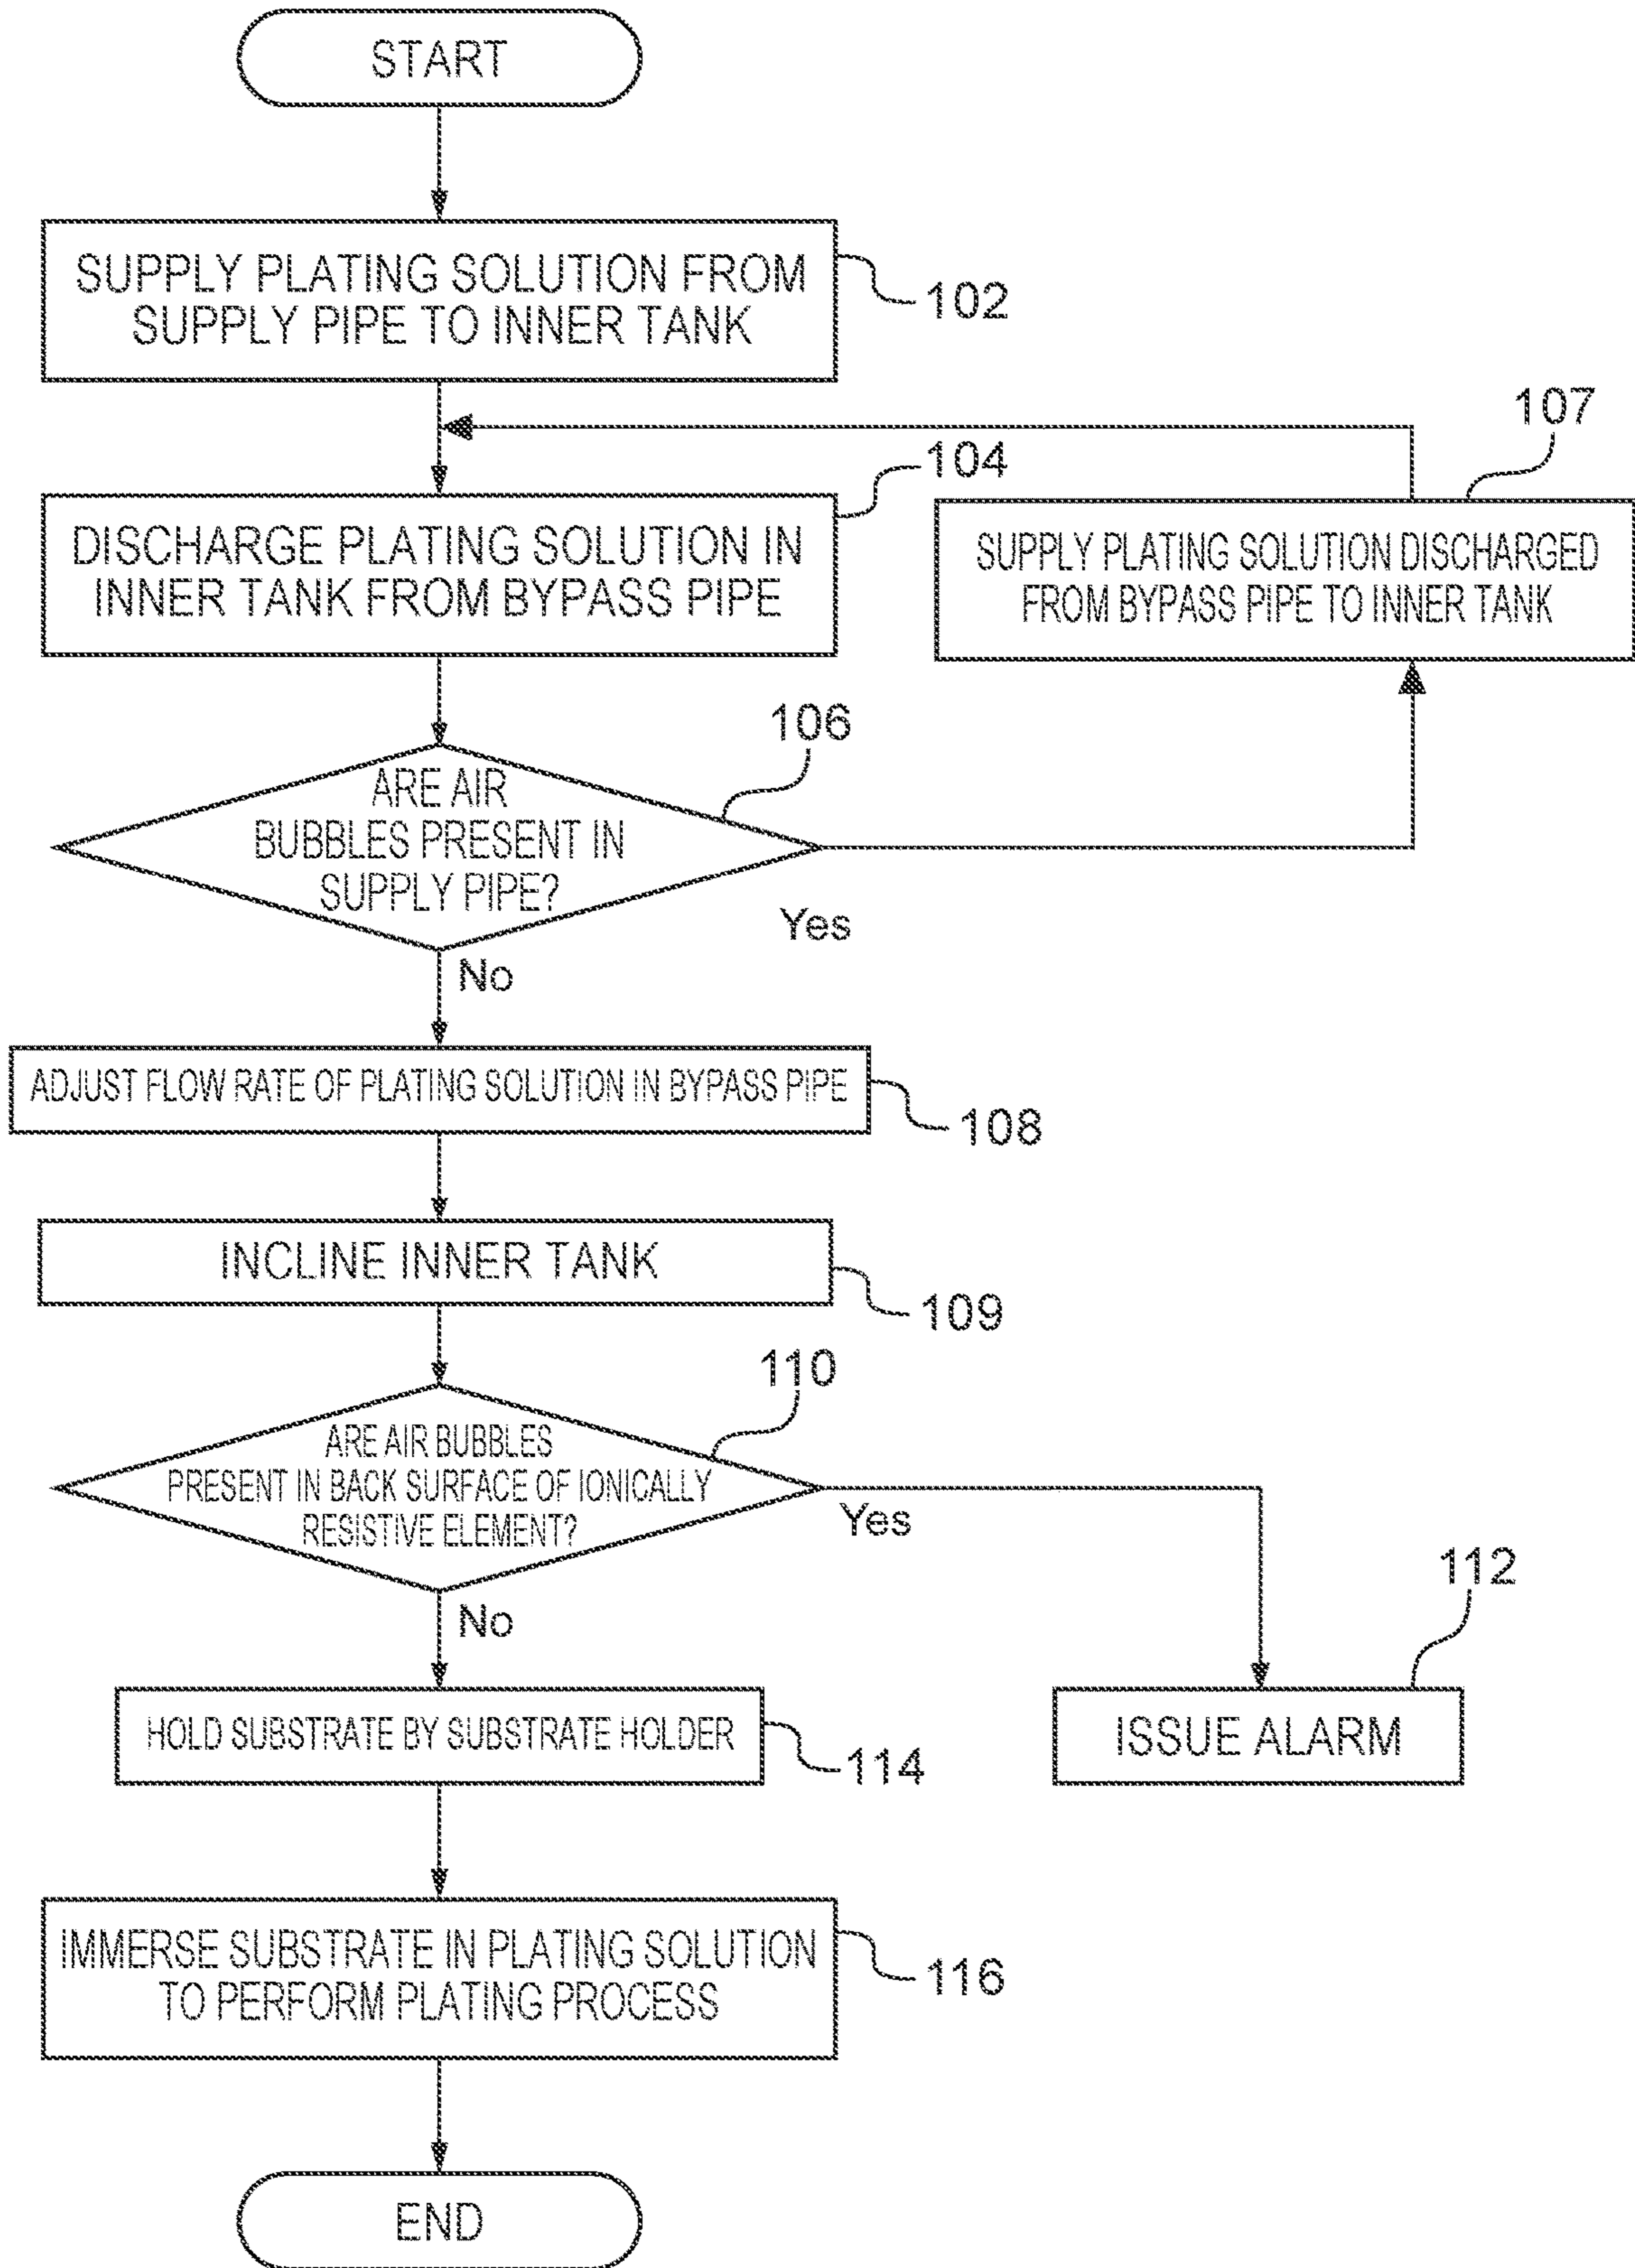 START
SUPPLY PLATING SOLUTION FROM
SUPPLY PIPE TO INNER TANK
102
107
104
DISCHARGE PLATING SOLUTION IN
INNER TANK FROM BYPASS PIPE
SUPPLY PLATING SOLUTION DISCHARGED
FROM BYPASS PIPE TO INNER TANK
106
ARE AIR
BUBBLES PRESENT IN
SUPPLY PIPE?
Yes
No
ADJUST FLOW RATE OF PLATING SOLUTION IN BYPASS PIPE
108
INCLINE INNER TANK
109
110
ARE AIR BUBBLES
PRESENT IN BACK SURFACE OF IONICALLY
RESISTIVE ELEMENT?
Yes
No
112
HOLD SUBSTRATE BY SUBSTRATE HOLDER
114
ISSUE ALARM
IMMERSE SUBSTRATE IN PLATING SOLUTION
TO PERFORM PLATING PROCESS
116
END